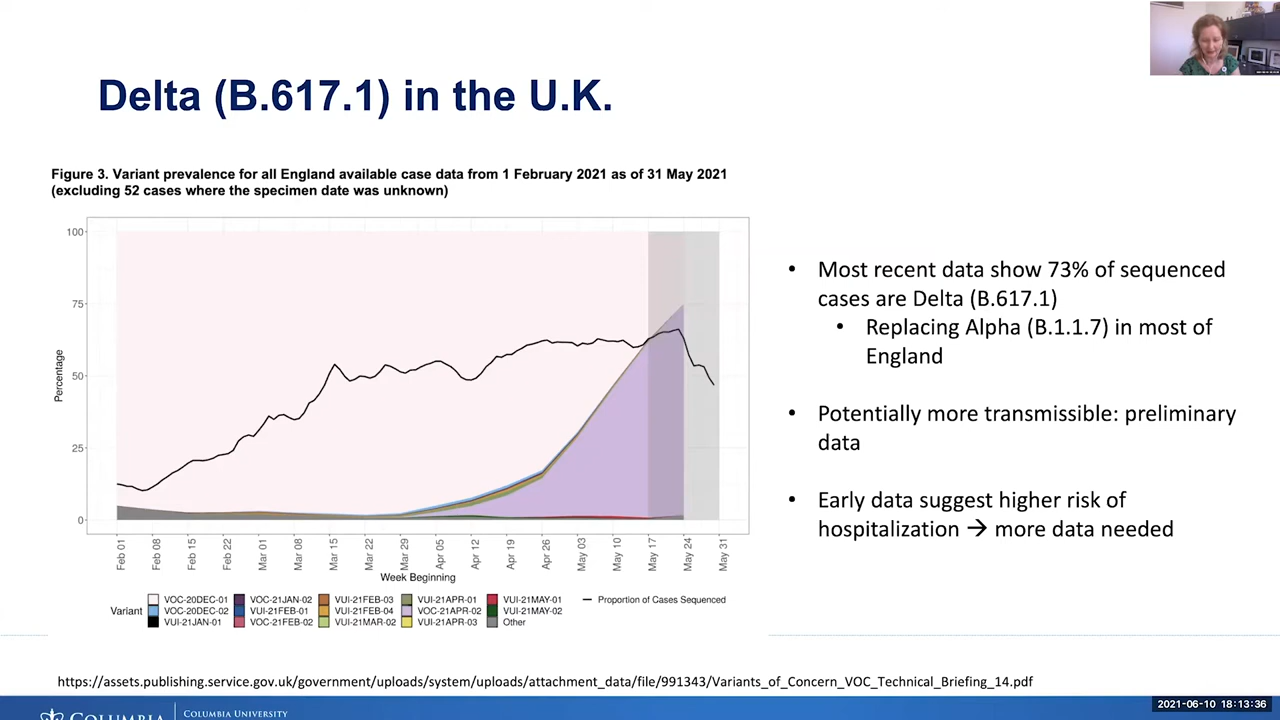 Delta (B.617.1) in the U.K.
Figure 3. Variant prevalence for all England available case data from 1 February 2021 as of 31 May 2021
(excluding 52 cases where the specimen date was unknown)
100
75
50
25
0
Percentage
Feb 01
Feb 08
Feb 15
Feb 22
Mar 01
Mar 08
Mar 15
Mar 22
Mar 29
Apr 05
Apr 12
Apr 19
Apr 26
May 03
May 10
May 17
May 24
May 31
Week Beginning
Variant
VOC-20DEC-01 VOC-21JAN-02 VUI-21FEB-03 VUI-21APR-01 VUI-21MAY-01 Proportion of Cases Sequenced
VOC-20DEC-02 VUI-21FEB-01 VUI-21FEB-04 VOC-21APR-02 VUI-21MAY-02
VUI-21JAN-01 VOC-21FEB-02 VUI-21MAR-02 VUI-21APR-03 Other
• Most recent data show 73% of sequenced
cases are Delta (B.617.1)
• Replacing Alpha (B.1.1.7) in most of
England
• Potentially more transmissible: preliminary
data
• Early data suggest higher risk of
hospitalization → more data needed
https://assets.publishing.service.gov.uk/government/uploads/system/uploads/attachment_data/file/991343/Variants_of_Concern_VOC_Technical_Briefing_14.pdf
COLUMBIA
COLUMBIA UNIVERSITY
2021-06-10 18:13:36